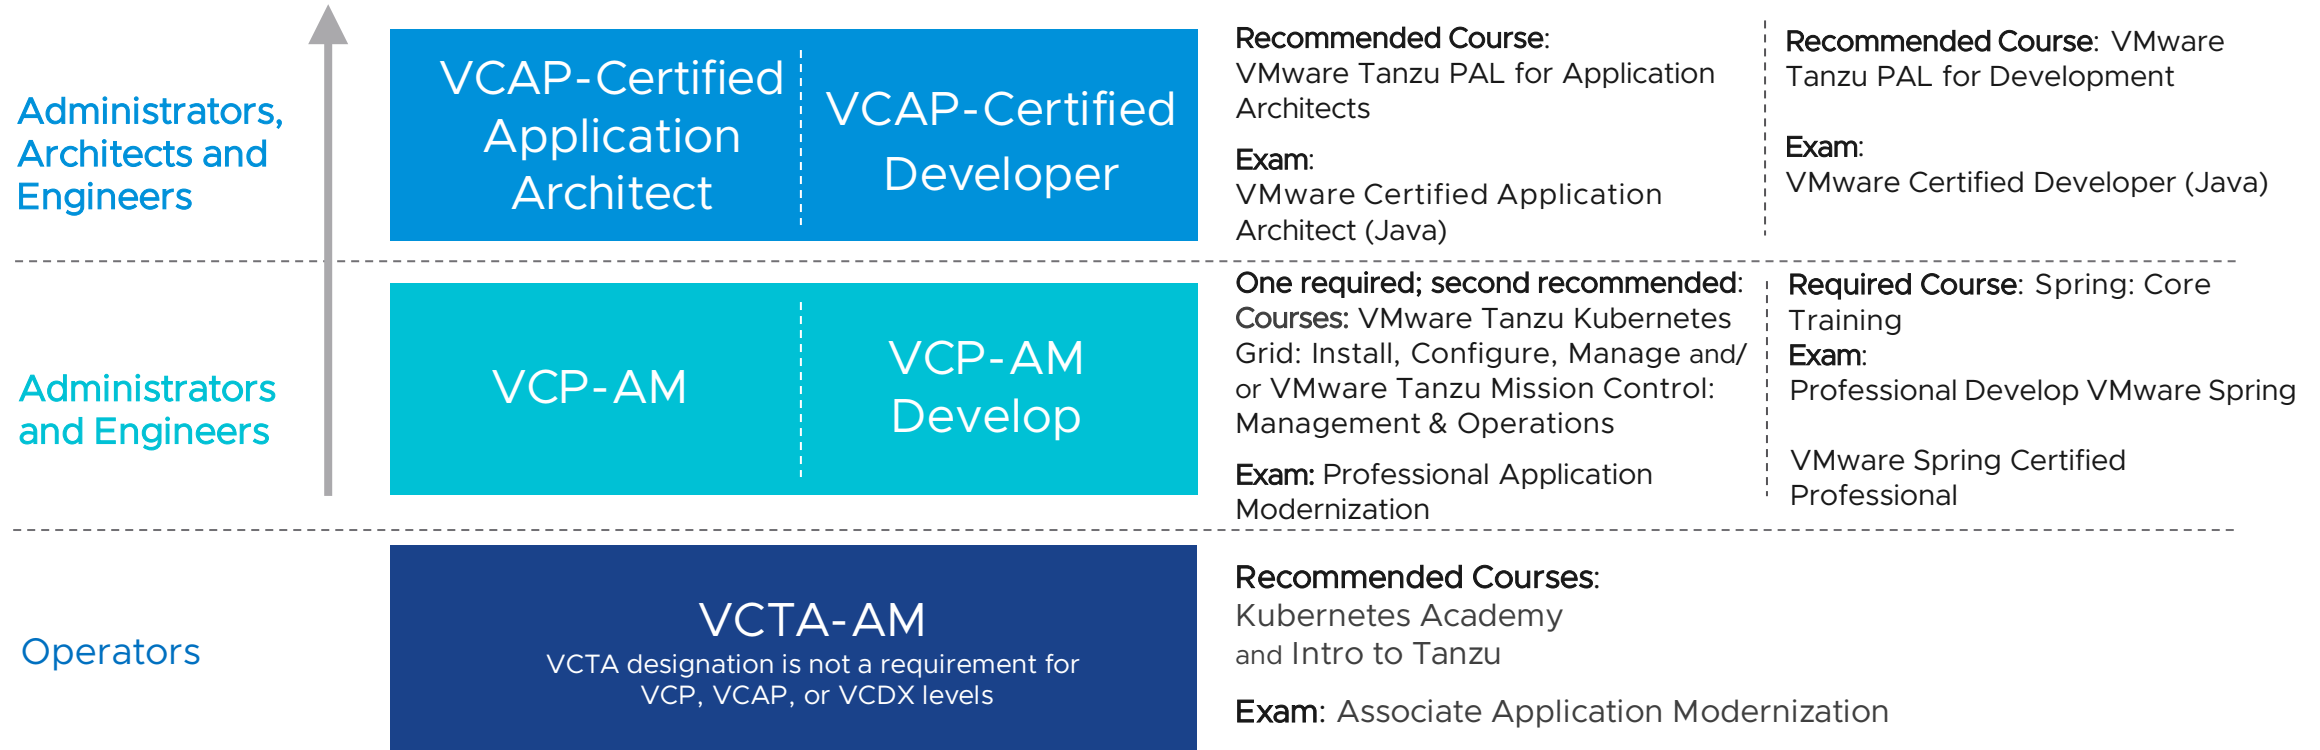 Administrators,
Architects and
Engineers
VCAP-Certified
Application
Architect
VCAP-Certified
Developer
Recommended Course:
VMware Tanzu PAL for Application
Architects
Exam:
VMware Certified Application
Architect (Java)
Recommended Course: VMware
Tanzu PAL for Development
Exam:
VMware Certified Developer (Java)
Administrators
and Engineers
VCP-AM
VCP-AM
Develop
One required; second recommended:
Courses: VMware Tanzu Kubernetes
Grid: Install, Configure, Manage and/
or VMware Tanzu Mission Control:
Management & Operations
Exam: Professional Application
Modernization
Required Course: Spring: Core
Training
Exam:
Professional Develop VMware Spring
VMware Spring Certified
Professional
Operators
VCTA-AM
VCTA designation is not a requirement for
VCP, VCAP, or VCDX levels
Recommended Courses:
Kubernetes Academy
and Intro to Tanzu
Exam: Associate Application Modernization